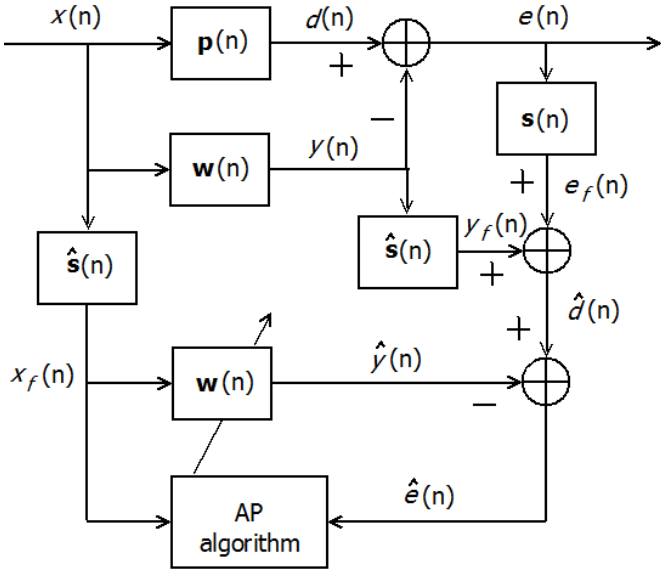 x(n)
d(n)
e(n)
p(n)
+
−
s(n)
w(n)
y(n)
+
e_f(n)
ŝ(n)
ŝ(n)
y_f(n)
+
d̂(n)
+
x_f(n)
w(n)
ŷ(n)
−
AP
algorithm
ê(n)